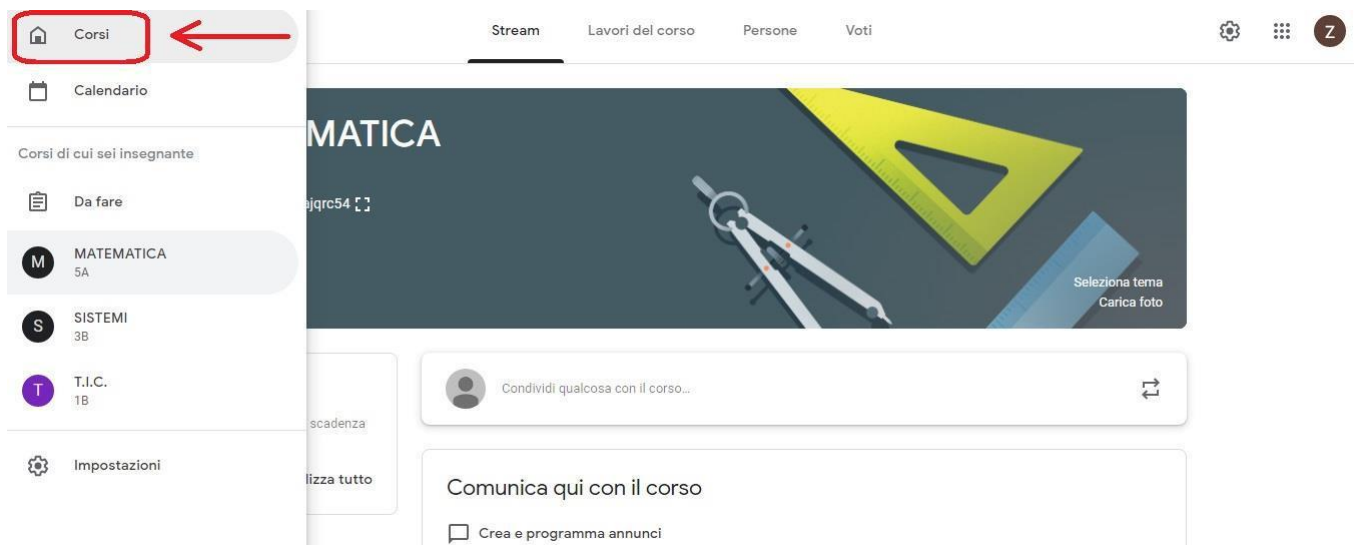 Corsi
Calendario
Corsi di cui sei insegnante
Da fare
M
MATEMATICA
5A
S
SISTEMI
3B
T
T.I.C.
1B
Impostazioni
Stream Lavori del corso Persone Voti
Z
MATICA
ajqrc54
Seleziona tema
Carica foto
scadenza
lizza tutto
Condividi qualcosa con il corso...
Comunica qui con il corso
Crea e programma annunci